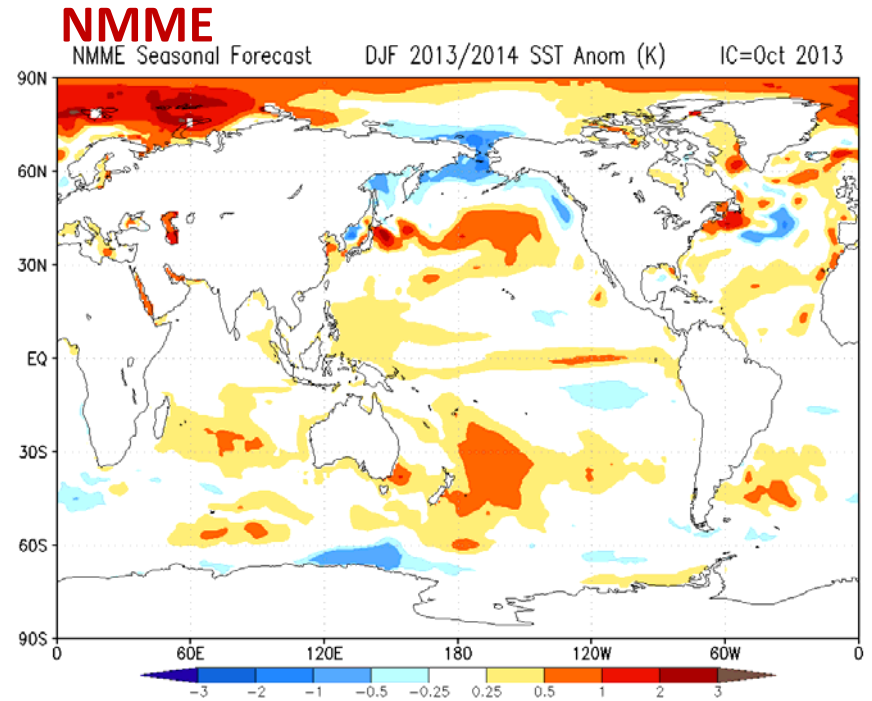 NMME
NMME Seasonal Forecast DJF 2013/2014 SST Anom (K) IC=Oct 2013
90N
60N
30N
EQ
30S
60S
90S
0 60E 120E 180 120W 60W 0
-3 -2 -1 -0.5 -0.25 0.25 0.5 1 2 3